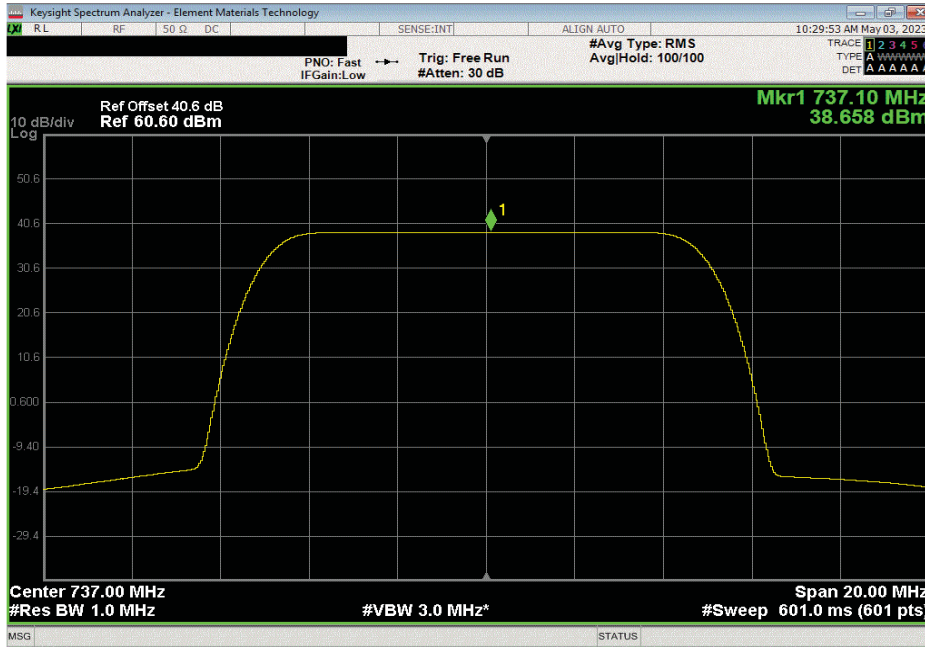 Keysight Spectrum Analyzer - Element Materials Technology
LXI RL RF 50 Ω DC SENSE:INT ALIGN AUTO 10:29:53 AM May 03, 2023
#Avg Type: RMS TRACE 1 2 3 4 5 6
PNO: Fast Trig: Free Run Avg|Hold: 100/100 TYPE A WWWWW
IFGain:Low #Atten: 30 dB DET A A A A A A
Mkr1 737.10 MHz
Ref Offset 40.6 dB
10 dB/div Ref 60.60 dBm 38.658 dBm
Log
1
50.6
40.6
30.6
20.6
10.6
0.600
-9.40
-19.4
-29.4
Center 737.00 MHz Span 20.00 MHz
#Res BW 1.0 MHz #VBW 3.0 MHz* #Sweep 601.0 ms (601 pts)
MSG STATUS